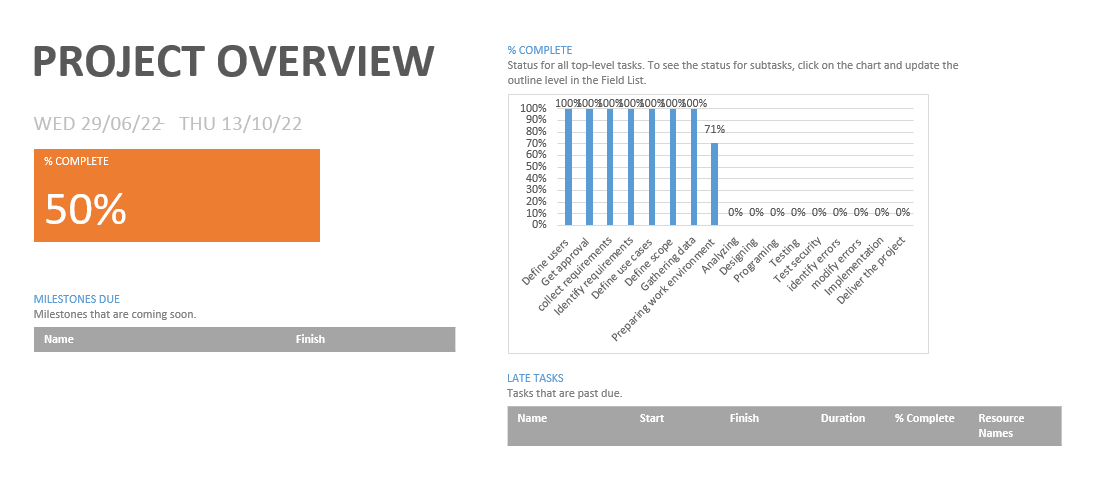 PROJECT OVERVIEW
WED 29/06/22- THU 13/10/22
% COMPLETE
50%
MILESTONES DUE
Milestones that are coming soon.
Name Finish
% COMPLETE
Status for all top-level tasks. To see the status for subtasks, click on the chart and update the
outline level in the Field List.
100%
90%
80%
70%
60%
50%
40%
30%
20%
10%
0%
100% 100% 100% 100% 100% 100% 100%
71%
0% 0% 0% 0% 0% 0% 0% 0% 0%
Define users
Get approval
collect requirements
Identify requirements
Define use cases
Define scope
Gathering data
Preparing work environment
Analyzing
Designing
Programing
Testing
Test security
identify errors
modify errors
Implementation
Deliver the project
LATE TASKS
Tasks that are past due.
Name Start Finish Duration % Complete Resource
Names